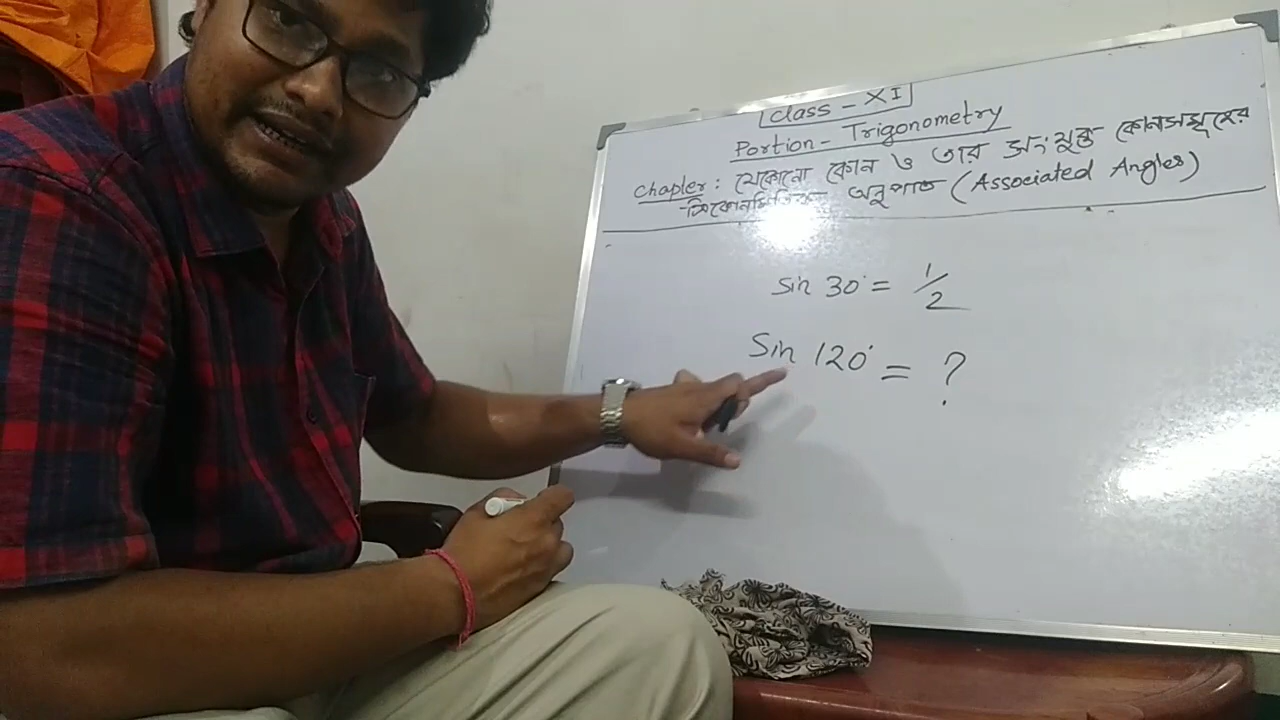 Class - XI
Portion - Trigonometry
Chapter : যেকোনো কোন ও তার সংযুক্ত কোনসমূহের
ত্রিকোনমিতিক অনুপাত (Associated Angles)
Sin 30° = 1/2
Sin 120° = ?